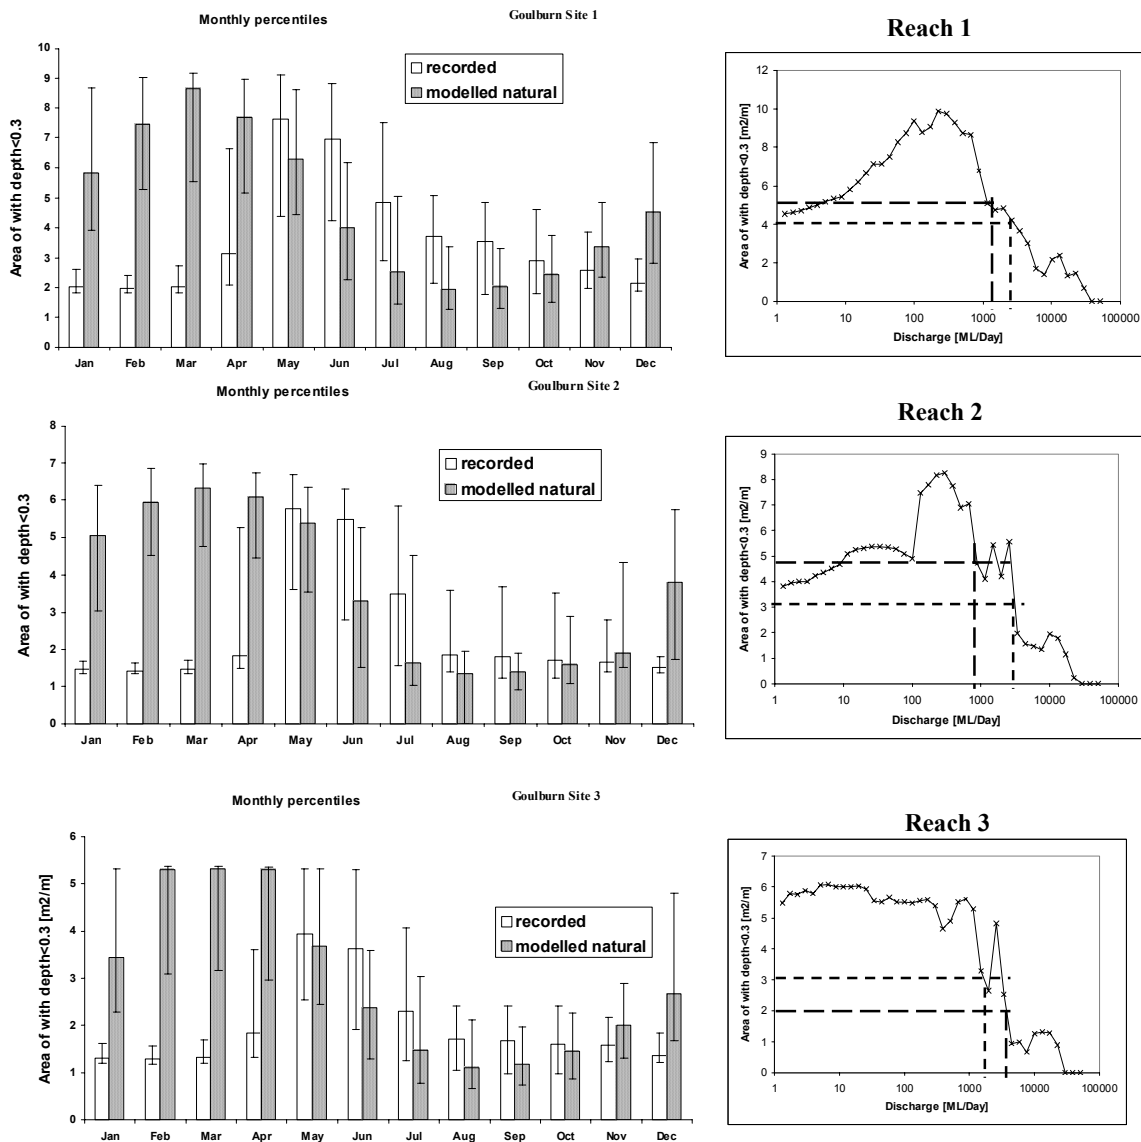 Monthly percentiles
Goulburn Site 1
Reach 1
recorded
modelled natural
Area of with depth<0.3
10
9
8
7
6
5
4
3
2
1
0
Jan Feb Mar Apr May Jun Jul Aug Sep Oct Nov Dec
Area of with depth<0.3 [m2/m]
12
10
8
6
4
2
0
1 10 100 1000 10000 100000
Discharge [ML/Day]
Monthly percentiles
Goulburn Site 2
Reach 2
recorded
modelled natural
Area of with depth<0.3
8
7
6
5
4
3
2
1
0
Jan Feb Mar Apr May Jun Jul Aug Sep Oct Nov Dec
Area of with depth<0.3 [m2/m]
9
8
7
6
5
4
3
2
1
0
1 10 100 1000 10000 100000
Discharge [ML/Day]
Monthly percentiles
Goulburn Site 3
Reach 3
recorded
modelled natural
Area of with depth<0.3 [m2/m]
6
5
4
3
2
1
0
Jan Feb Mar Apr May Jun Jul Aug Sep Oct Nov Dec
Area of with depth<0.3 [m2/m]
7
6
5
4
3
2
1
0
1 10 100 1000 10000 100000
Discharge [ML/Day]